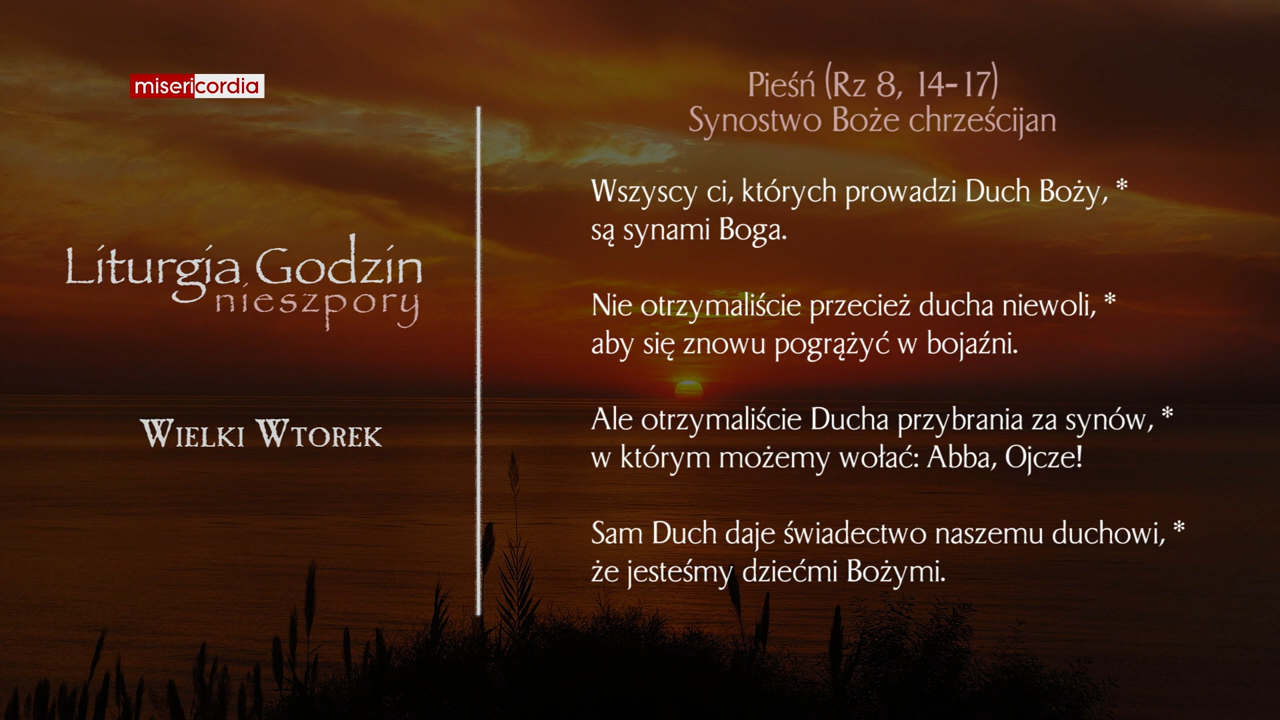 misericordia
Liturgia Godzin
nieszpory
Wielki Wtorek
Pieśń (Rz 8, 14-17)
Synostwo Boże chrześcijan
Wszyscy ci, których prowadzi Duch Boży, *
są synami Boga.
Nie otrzymaliście przecież ducha niewoli, *
aby się znowu pogrążyć w bojaźni.
Ale otrzymaliście Ducha przybrania za synów, *
w którym możemy wołać: Abba, Ojcze!
Sam Duch daje świadectwo naszemu duchowi, *
że jesteśmy dziećmi Bożymi.